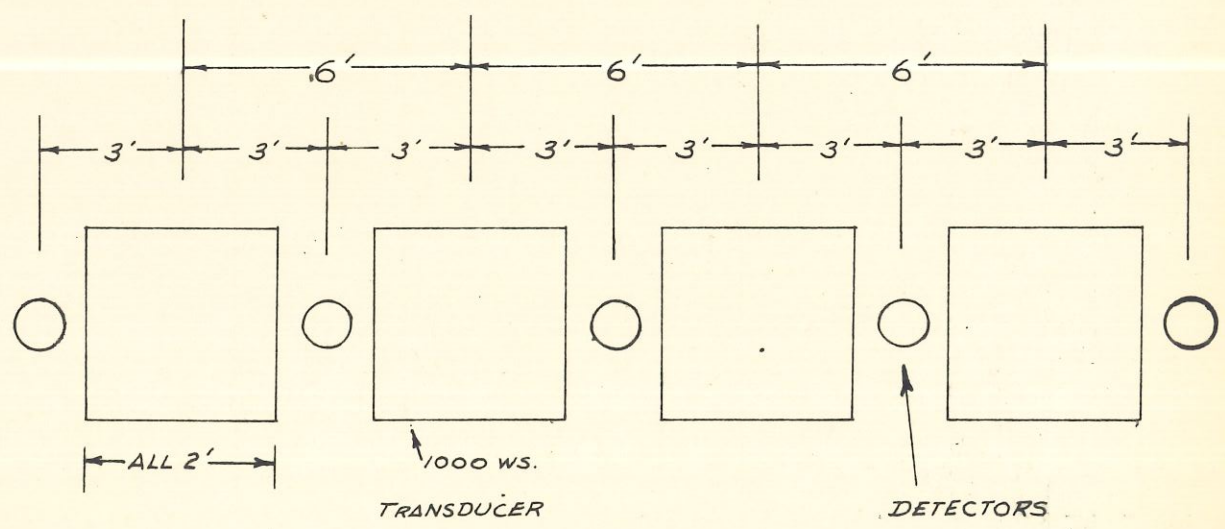 6' 6' 6'
3' 3' 3' 3' 3' 3' 3' 3'
ALL 2'
1000 WS.
TRANSDUCER
DETECTORS